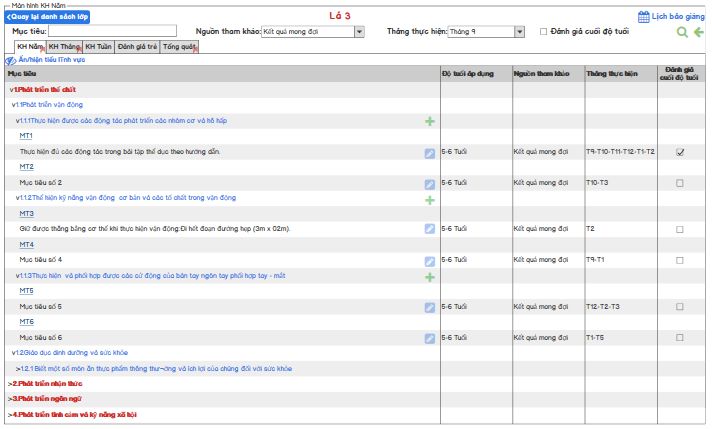 Màn hình KH Năm
Quay lại danh sách lớp
Lá 3
Lịch báo giảng
Mục tiêu:
Nguồn tham khảo: Kết quả mong đợi
Tháng thực hiện: Tháng 9
Đánh giá cuối độ tuổi
KH Năm KH Tháng KH Tuần Đánh giá trẻ Tổng quát
Ẩn/hiện tiểu lĩnh vực
Mục tiêu Độ tuổi áp dụng Nguồn tham khảo Tháng thực hiện Đánh giá cuối độ tuổi
v1.Phát triển thể chất
v1.1Phát triển vận động
v1.1.1Thực hiện được các động tác phát triển các nhóm cơ và hô hấp
MT1
Thực hiện đủ các động tác trong bài tập thể dục theo hướng dẫn. 5-6 Tuổi Kết quả mong đợi T9-T10-T11-T12-T1-T2
MT2
Mục tiêu số 2 5-6 Tuổi Kết quả mong đợi T10-T3
v1.1.2Thể hiện kỹ năng vận động cơ bản và các tố chất trong vận động
MT3
Giữ được thăng bằng cơ thể khi thực hiện vận động:Đi hết đoạn đường hẹp (3m x 02m). 5-6 Tuổi Kết quả mong đợi T2
MT4
Mục tiêu số 4 5-6 Tuổi Kết quả mong đợi T9-T1
v1.1.3Thực hiện và phối hợp được các cử động của bàn tay ngón tay phối hợp tay - mắt
MT5
Mục tiêu số 5 5-6 Tuổi Kết quả mong đợi T12-T2-T3
MT6
Mục tiêu số 6 5-6 Tuổi Kết quả mong đợi T1-T5
v1.2Giáo dục dinh dưỡng và sức khỏe
>1.2.1 Biết một số món ăn thực phẩm thông thư¬ờng và ích lợi của chúng đối với sức khỏe
>2.Phát triển nhận thức
>3.Phát triển ngôn ngữ
>4.Phát triển tình cảm và kỹ năng xã hội